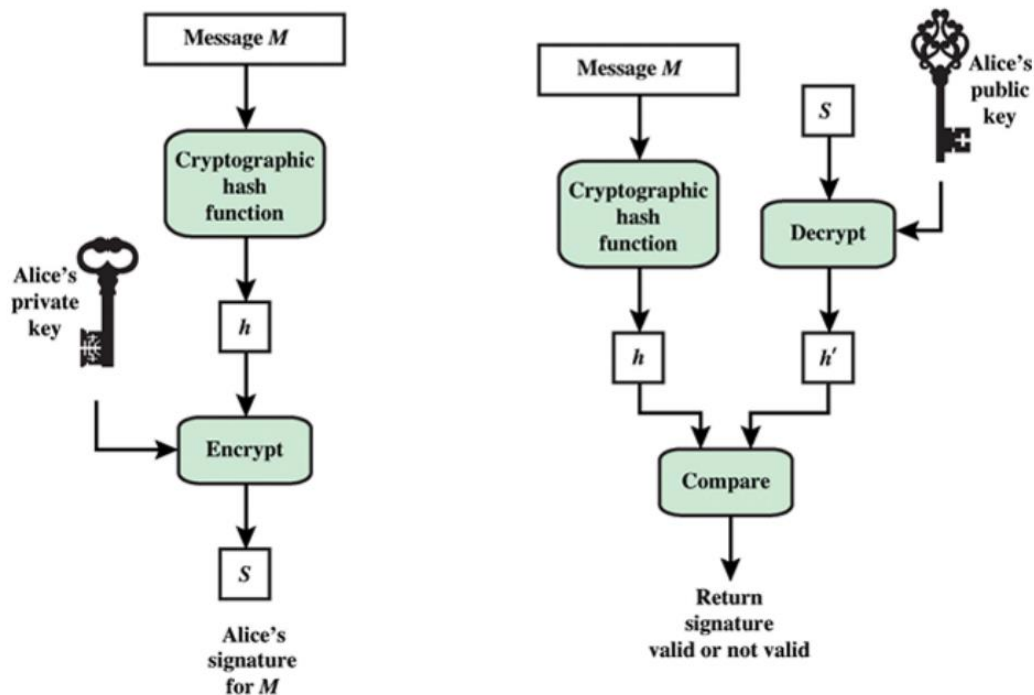 Message M
Cryptographic
hash
function
Alice's
private
key
h
Encrypt
S
Alice's
signature
for M
Message M
S
Alice's
public
key
Cryptographic
hash
function
Decrypt
h
h′
Compare
Return
signature
valid or not valid